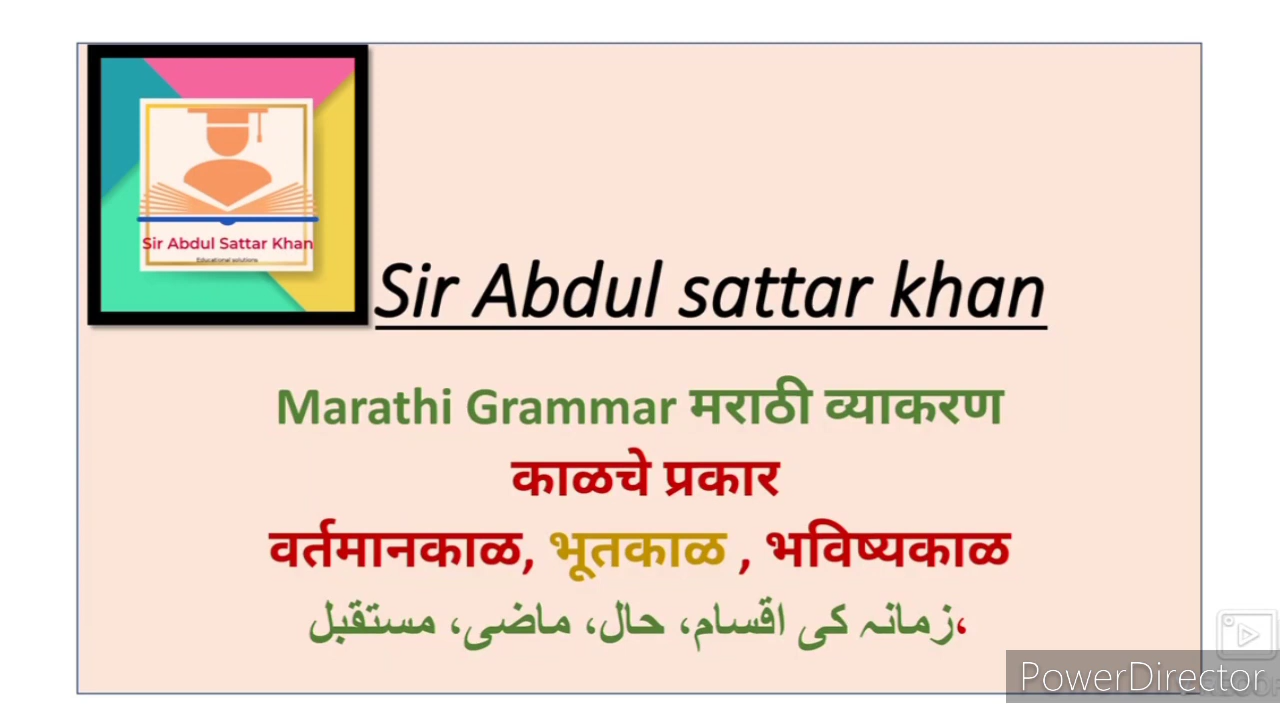 Sir Abdul Sattar Khan
Educational solutions
Sir Abdul sattar khan
Marathi Grammar मराठी व्याकरण
काळचे प्रकार
वर्तमानकाळ, भूतकाळ , भविष्यकाळ
زمانہ کی اقسام، حال، ماضی، مستقبل،
PowerDirector